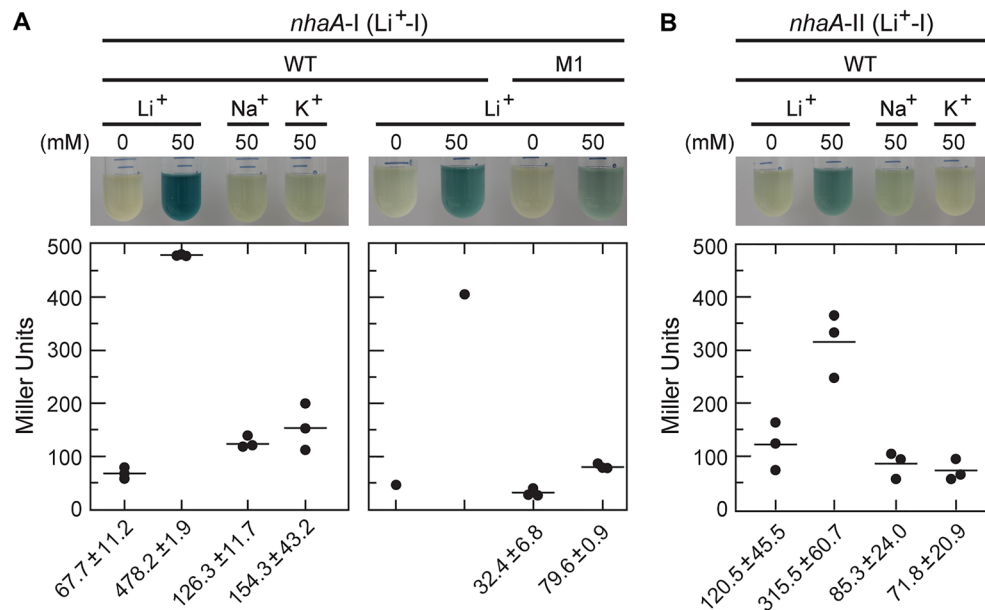 A
nhaA-I (Li⁺-I)
WT M1
Li⁺ Na⁺ K⁺ Li⁺
(mM) 0 50 50 50 0 50 0 50
Miller Units
500
400
300
200
100
0
67.7±11.2 478.2±1.9 126.3±11.7 154.3±43.2 32.4±6.8 79.6±0.9
B
nhaA-II (Li⁺-I)
WT
Li⁺ Na⁺ K⁺
(mM) 0 50 50 50
Miller Units
500
400
300
200
100
0
120.5±45.5 315.5±60.7 85.3±24.0 71.8±20.9